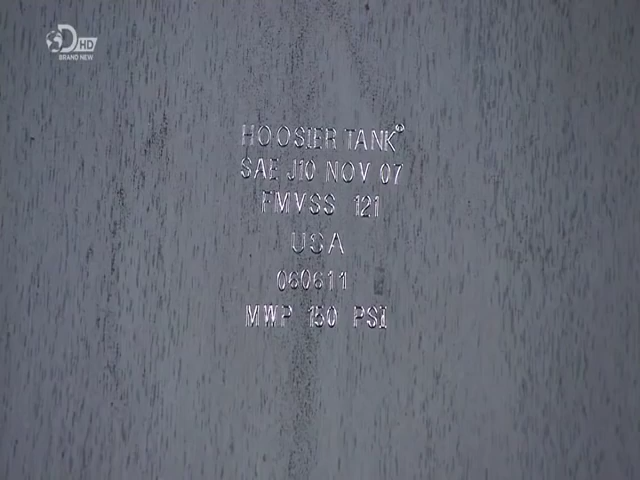 HD
BRAND NEW
HOOSIER TANK®
SAE J10 NOV 07
FMVSS 121
USA
060611
MWP 150 PSI